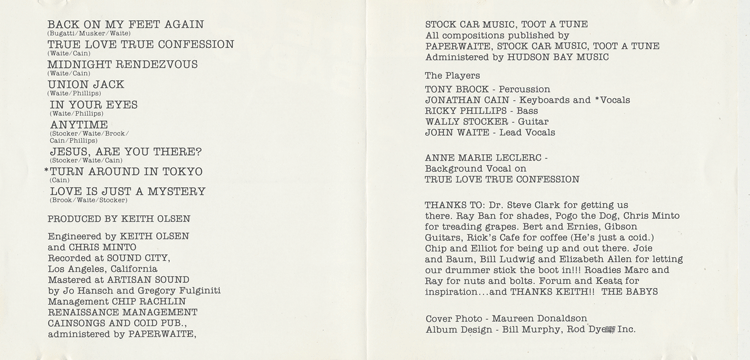 BACK ON MY FEET AGAIN
(Bugatti/Musker/Waite)
TRUE LOVE TRUE CONFESSION
(Waite/Cain)
MIDNIGHT RENDEZVOUS
(Waite/Cain)
UNION JACK
(Waite/Phillips)
IN YOUR EYES
(Waite/Phillips)
ANYTIME
(Stocker/Waite/Brock/
Cain/Phillips)
JESUS, ARE YOU THERE?
(Stocker/Waite/Cain)
*TURN AROUND IN TOKYO
(Cain)
LOVE IS JUST A MYSTERY
(Brook/Waite/Stocker)
PRODUCED BY KEITH OLSEN
Engineered by KEITH OLSEN
and CHRIS MINTO
Recorded at SOUND CITY,
Los Angeles, California
Mastered at ARTISAN SOUND
by Jo Hansch and Gregory Fulginiti
Management CHIP RACHLIN
RENAISSANCE MANAGEMENT
CAINSONGS AND COID PUB.,
administered by PAPERWAITE,
STOCK CAR MUSIC, TOOT A TUNE
All compositions published by
PAPERWAITE, STOCK CAR MUSIC, TOOT A TUNE
Administered by HUDSON BAY MUSIC
The Players
TONY BROCK - Percussion
JONATHAN CAIN - Keyboards and *Vocals
RICKY PHILLIPS - Bass
WALLY STOCKER - Guitar
JOHN WAITE - Lead Vocals
ANNE MARIE LECLERC -
Background Vocal on
TRUE LOVE TRUE CONFESSION
THANKS TO: Dr. Steve Clark for getting us
there. Ray Ban for shades, Pogo the Dog, Chris Minto
for treading grapes. Bert and Ernies, Gibson
Guitars, Rick's Cafe for coffee (He's just a coid.)
Chip and Elliot for being up and out there. Joie
and Baum, Bill Ludwig and Elizabeth Allen for letting
our drummer stick the boot in!!! Roadies Marc and
Ray for nuts and bolts. Forum and Keats for
inspiration...and THANKS KEITH!! THE BABYS
Cover Photo - Maureen Donaldson
Album Design - Bill Murphy, Rod Dyer Inc.